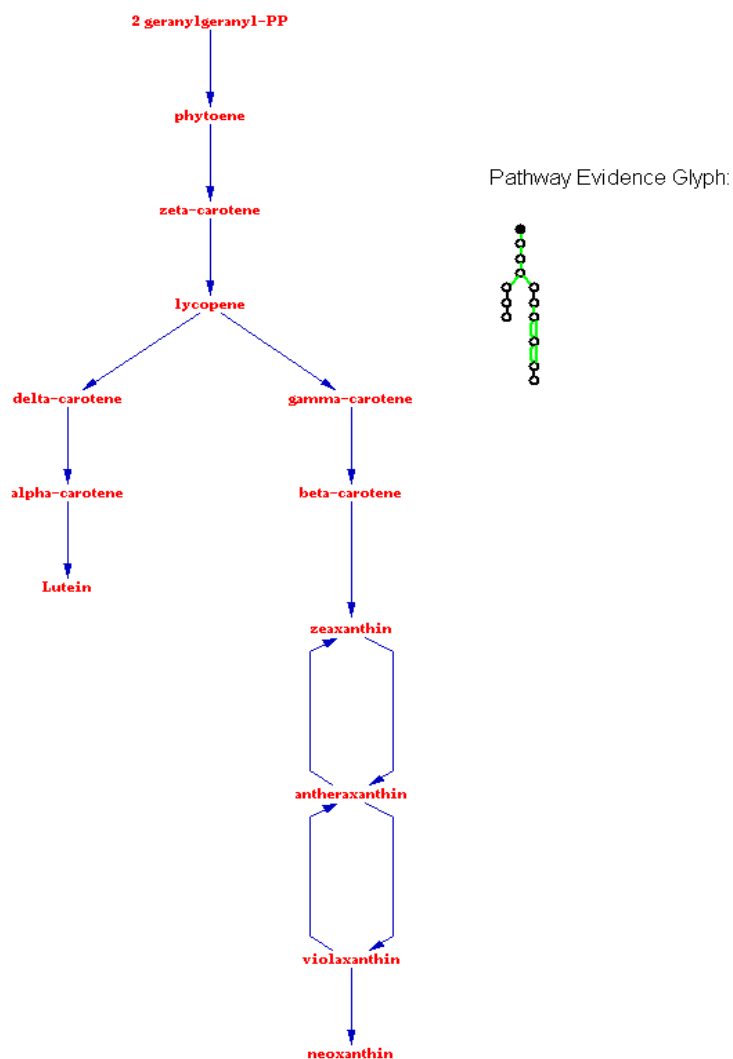 2 geranylgeranyl-PP
phytoene
Pathway Evidence Glyph:
zeta-carotene
lycopene
delta-carotene
gamma-carotene
alpha-carotene
beta-carotene
Lutein
zeaxanthin
antheraxanthin
violaxanthin
neoxanthin